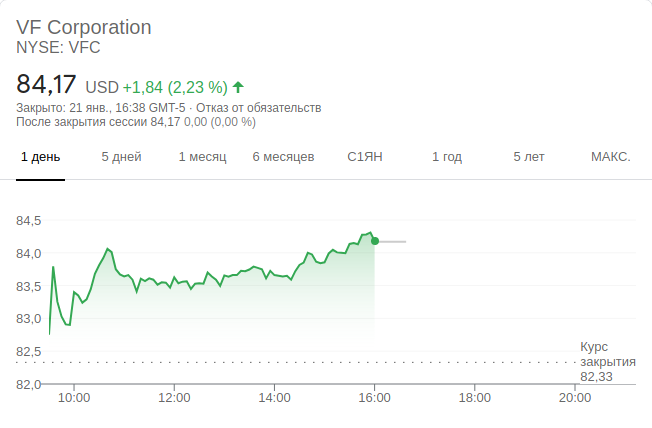 VF Corporation
NYSE: VFC
84,17 USD +1,84 (2,23 %)
Закрыто: 21 янв., 16:38 GMT-5 · Отказ от обязательств
После закрытия сессии 84,17 0,00 (0,00 %)
1 день 5 дней 1 месяц 6 месяцев С1ЯН 1 год 5 лет МАКС.
84,5
84,0
83,5
83,0
82,5
82,0
Курс
закрытия
82,33
10:00 12:00 14:00 16:00 18:00 20:00